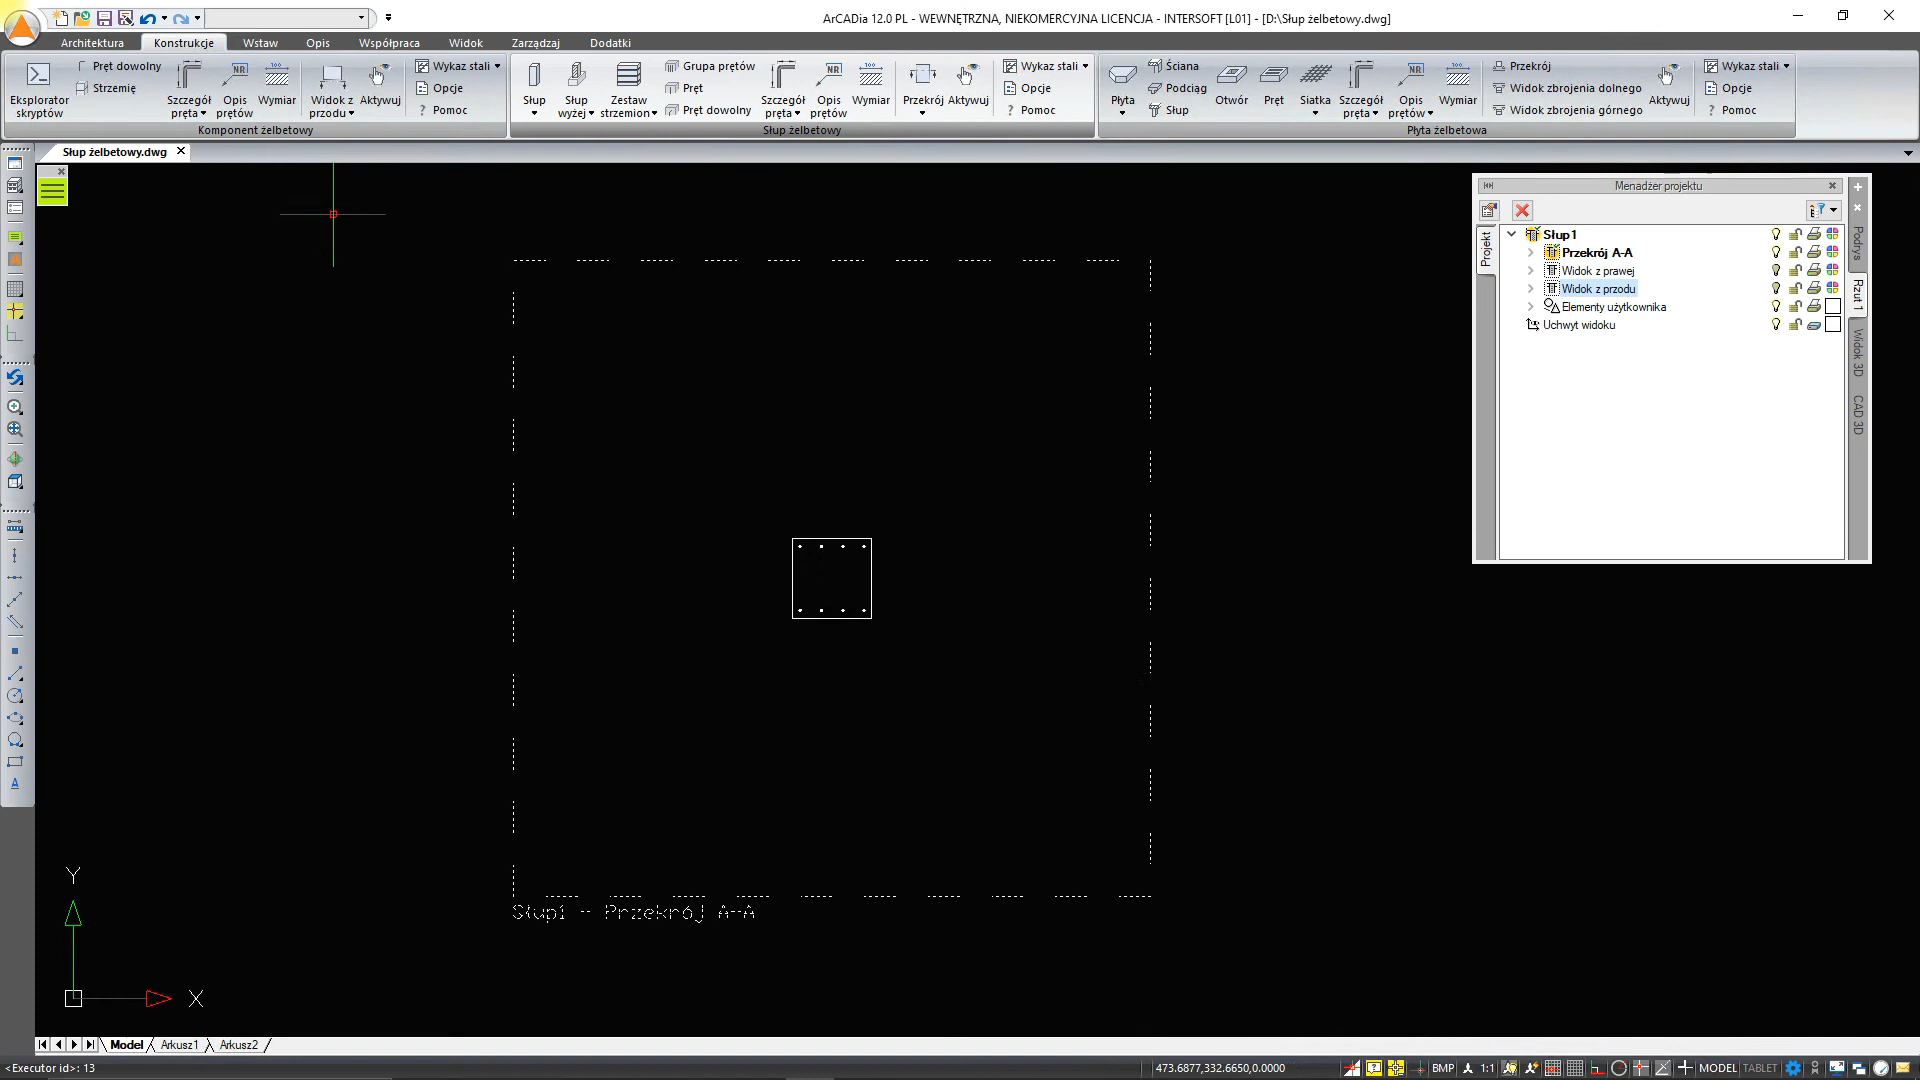 ArCADia 12.0 PL - WEWNĘTRZNA, NIEKOMERCYJNA LICENCJA - INTERSOFT [L01] - [D:\Słup żelbetowy.dwg]
Architektura Konstrukcje Wstaw Opis Współpraca Widok Zarządzaj Dodatki
Eksplorator skryptów
Pręt dowolny
Strzemię
Szczegół pręta
NR
Opis prętów
Wymiar
Widok z przodu
Aktywuj
Wykaz stali
Opcje
? Pomoc
Komponent żelbetowy
Słup
Słup wyżej
Zestaw strzemion
Grupa prętów
Pręt
Pręt dowolny
Szczegół pręta
NR
Opis prętów
Wymiar
Przekrój
Aktywuj
Wykaz stali
Opcje
? Pomoc
Słup żelbetowy
Płyta
Ściana
Podciąg
Słup
Otwór
Pręt
Siatka
Szczegół pręta
NR
Opis prętów
Wymiar
Przekrój
Widok zbrojenia dolnego
Widok zbrojenia górnego
Aktywuj
Wykaz stali
Opcje
? Pomoc
Płyta żelbetowa
Słup żelbetowy.dwg
Menadżer projektu
Projekt
Słup1
Przekrój A-A
Widok z prawej
Widok z przodu
Elementy użytkownika
Uchwyt widoku
Podrys
Rzut 1
Widok 3D
CAD 3D
Słup1 - Przekrój A-A
Y
X
Model Arkusz1 Arkusz2
<Executor id>: 13
473.6877,332.6650,0.0000
BMP
1:1
MODEL TABLET